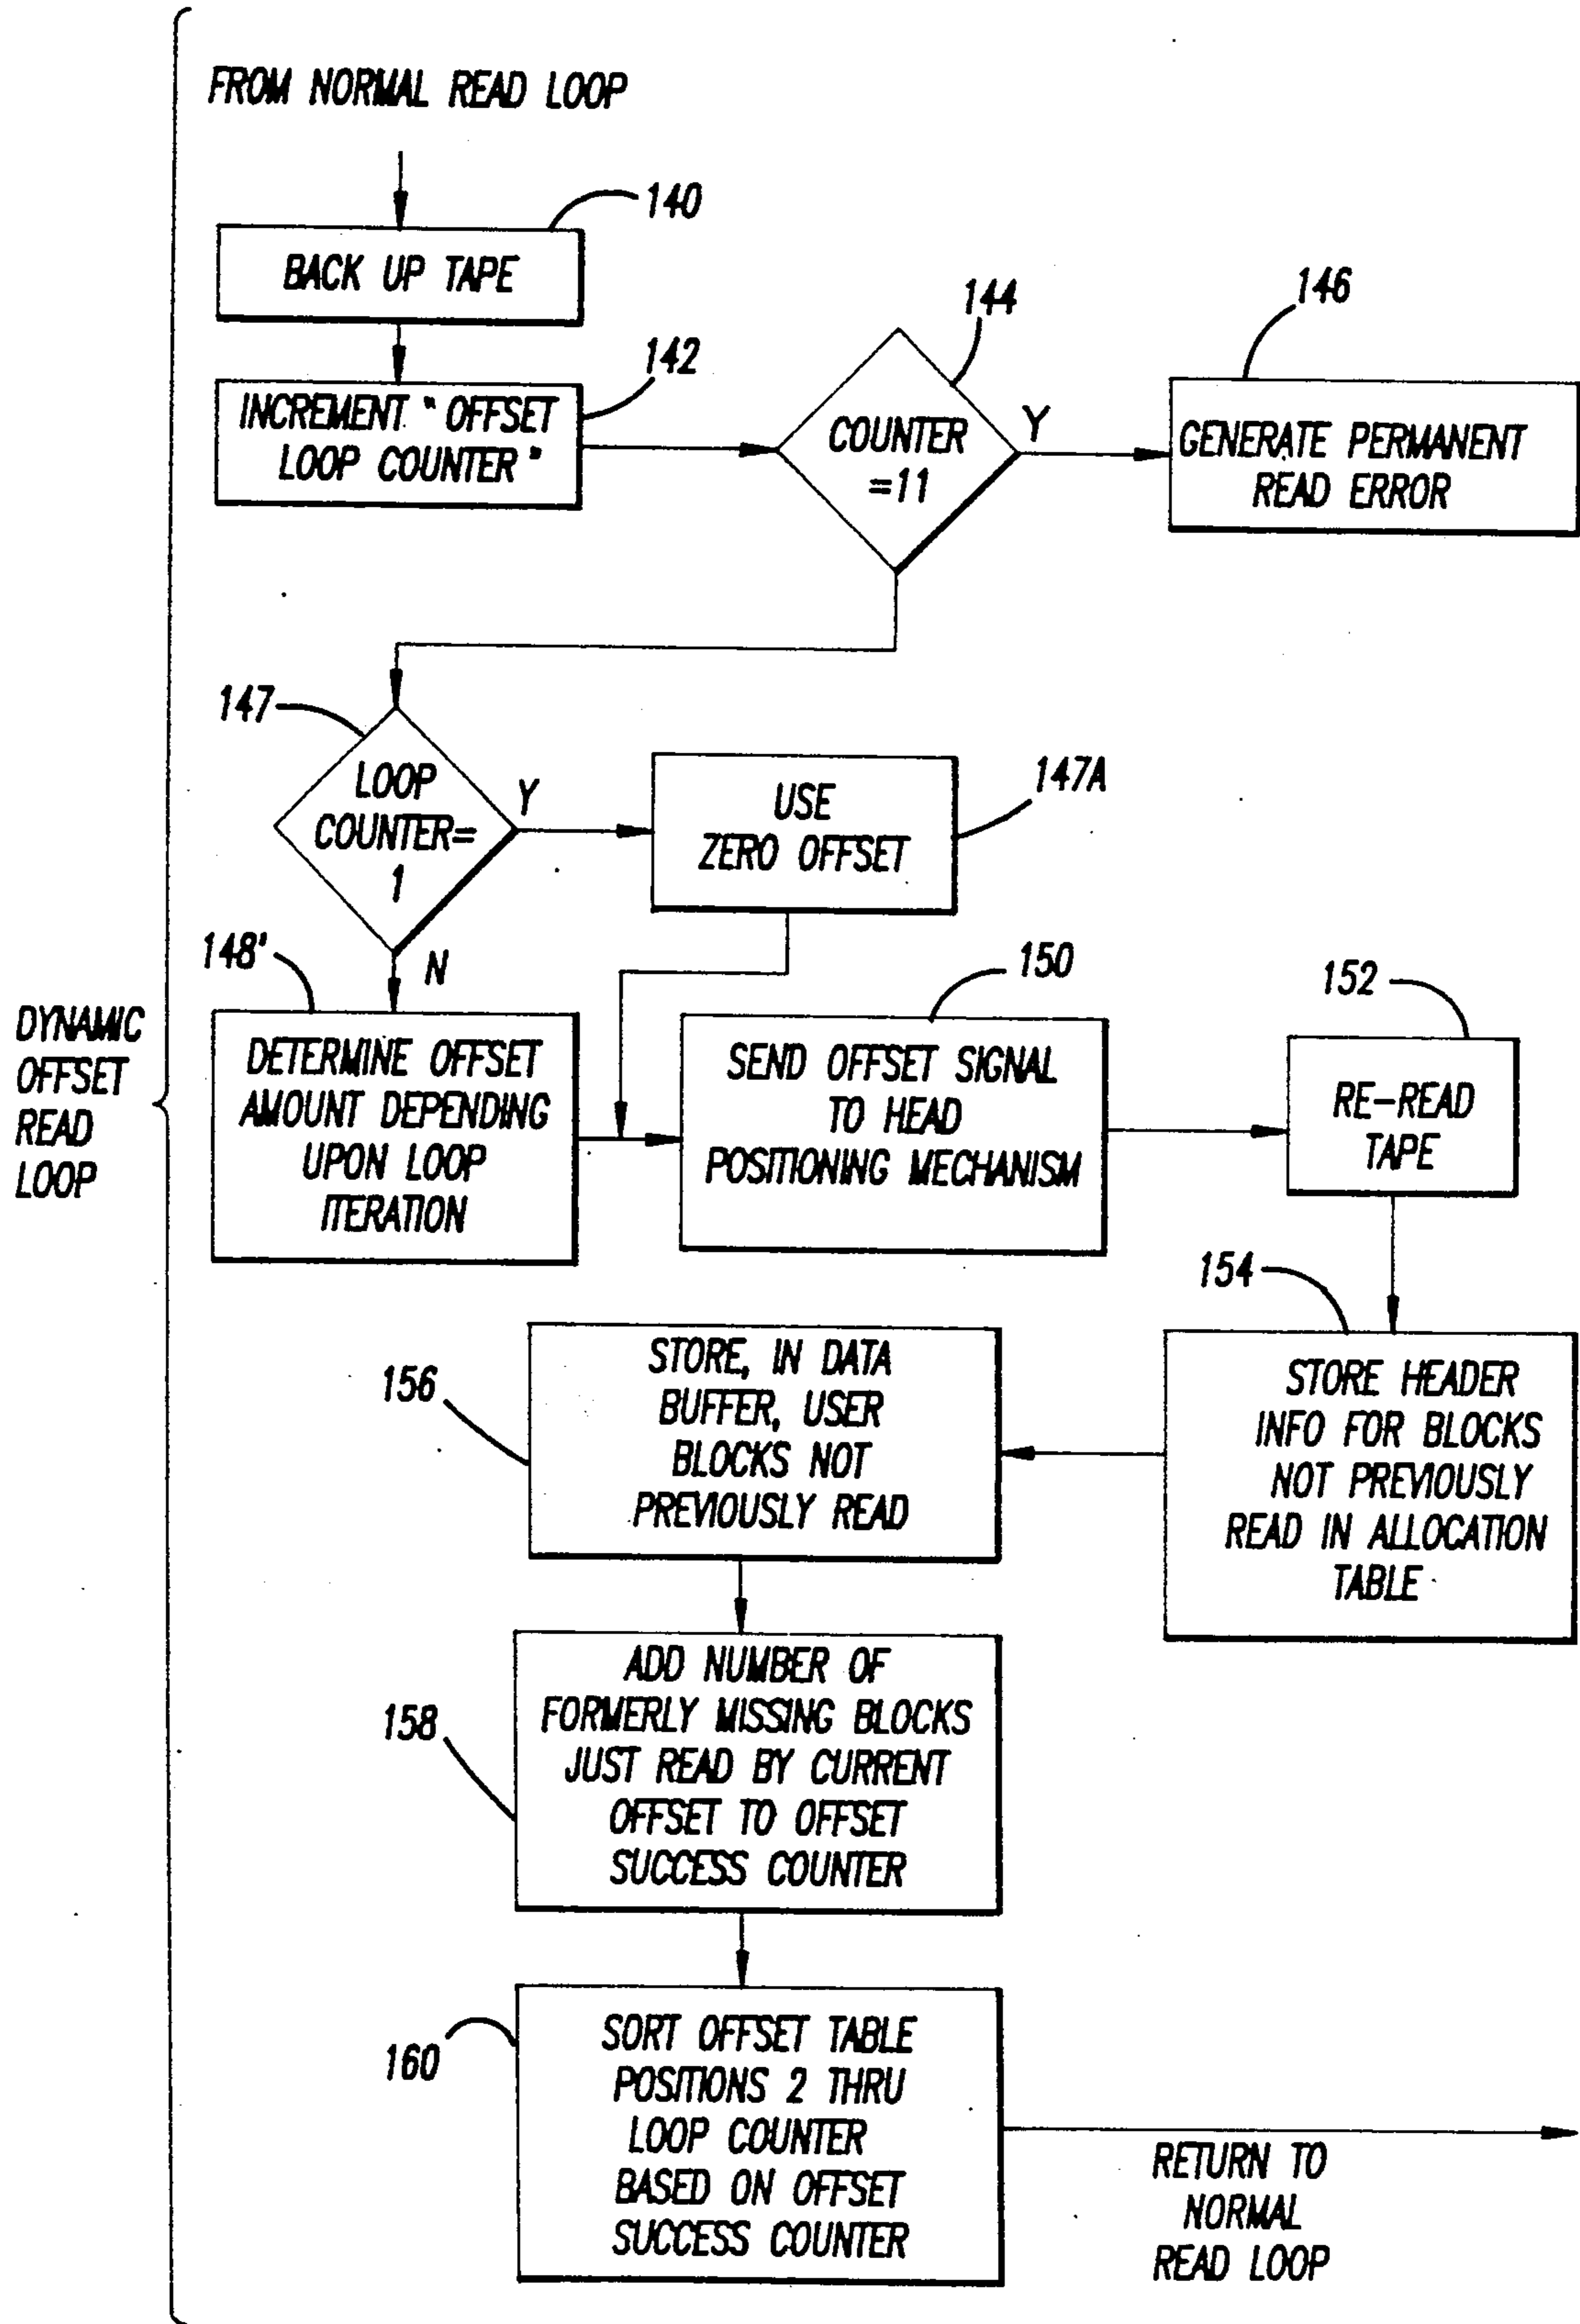 FROM NORMAL READ LOOP
140
BACK UP TAPE
142
INCREMENT "OFFSET
LOOP COUNTER"
144
COUNTER
=11
Y
146
GENERATE PERMANENT
READ ERROR
147
LOOP
COUNTER=
1
Y
N
147A
USE
ZERO OFFSET
148'
DETERMINE OFFSET
AMOUNT DEPENDING
UPON LOOP
ITERATION
150
SEND OFFSET SIGNAL
TO HEAD
POSITIONING MECHANISM
152
RE-READ
TAPE
DYNAMIC
OFFSET
READ
LOOP
154
STORE HEADER
INFO FOR BLOCKS
NOT PREVIOUSLY
READ IN ALLOCATION
TABLE
156
STORE, IN DATA
BUFFER, USER
BLOCKS NOT
PREVIOUSLY READ
158
ADD NUMBER OF
FORMERLY MISSING BLOCKS
JUST READ BY CURRENT
OFFSET TO OFFSET
SUCCESS COUNTER
160
SORT OFFSET TABLE
POSITIONS 2 THRU
LOOP COUNTER
BASED ON OFFSET
SUCCESS COUNTER
RETURN TO
NORMAL
READ LOOP